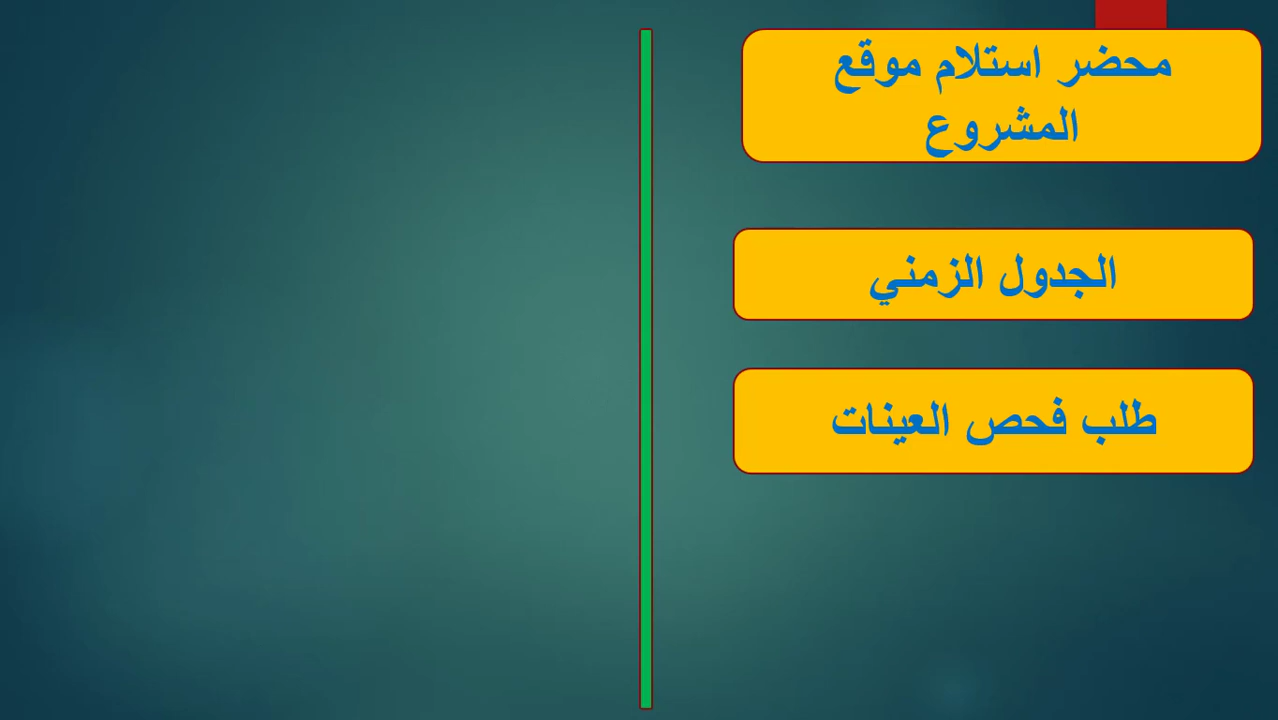 محضر استلام موقع
المشروع
الجدول الزمني
طلب فحص العينات